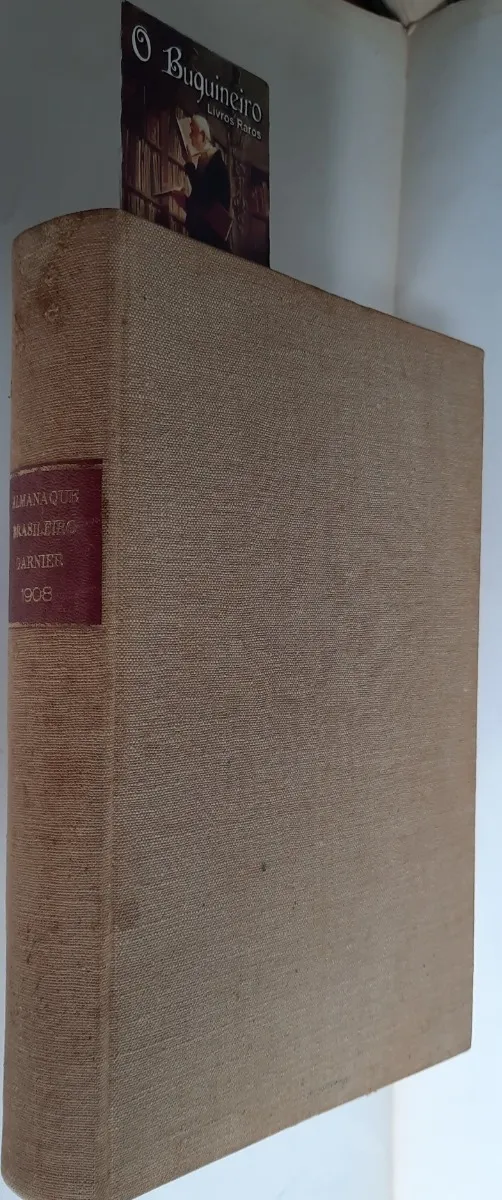 O Buquineiro
Livros Raros
ALMANAQUE
BRASILEIRO
GARNIER
1908